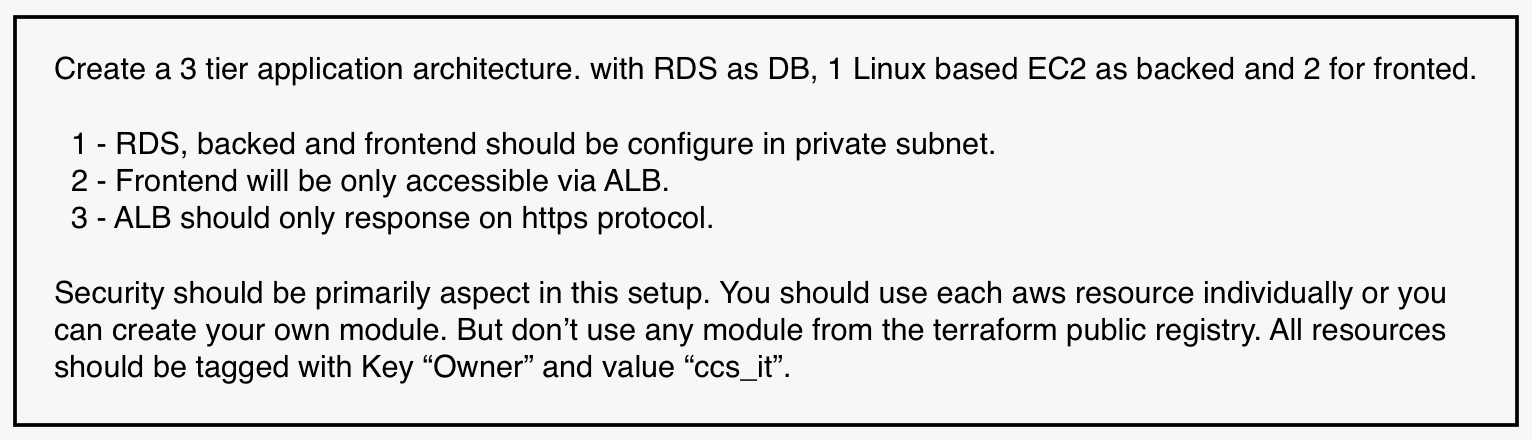 Create a 3 tier application architecture. with RDS as DB, 1 Linux based EC2 as backed and 2 for fronted.
1 - RDS, backed and frontend should be configure in private subnet.
2 - Frontend will be only accessible via ALB.
3 - ALB should only response on https protocol.
Security should be primarily aspect in this setup. You should use each aws resource individually or you
can create your own module. But don’t use any module from the terraform public registry. All resources
should be tagged with Key “Owner” and value “ccs_it”.